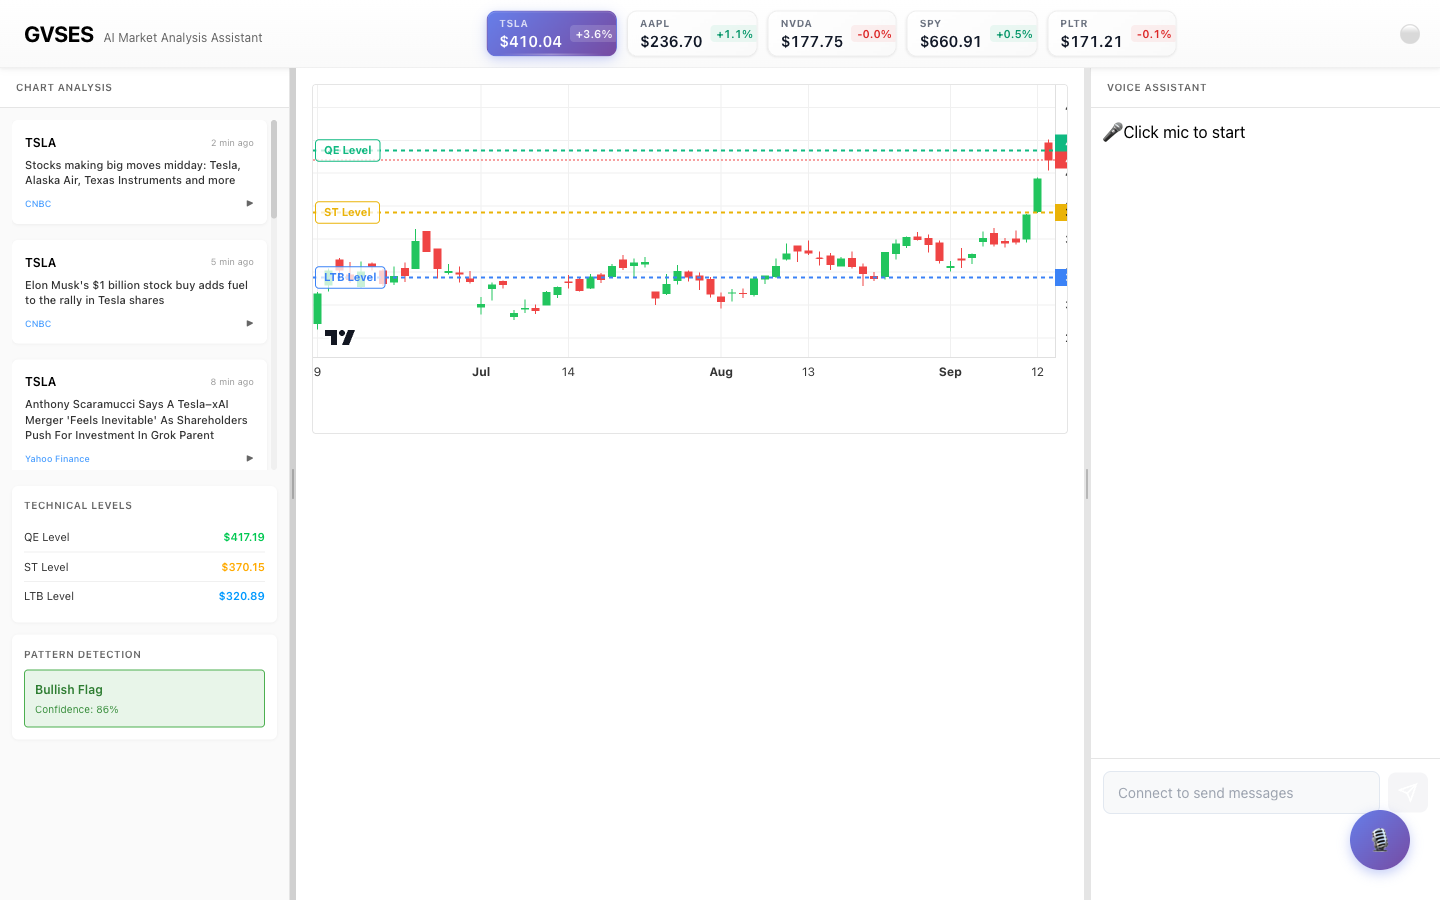 GVSES AI Market Analysis Assistant
TSLA
$410.04 +3.6%
AAPL
$236.70 +1.1%
NVDA
$177.75 -0.0%
SPY
$660.91 +0.5%
PLTR
$171.21 -0.1%
CHART ANALYSIS
TSLA 2 min ago
Stocks making big moves midday: Tesla,
Alaska Air, Texas Instruments and more
CNBC
TSLA 5 min ago
Elon Musk's $1 billion stock buy adds fuel
to the rally in Tesla shares
CNBC
TSLA 8 min ago
Anthony Scaramucci Says A Tesla–xAI
Merger 'Feels Inevitable' As Shareholders
Push For Investment In Grok Parent
Yahoo Finance
TECHNICAL LEVELS
QE Level $417.19
ST Level $370.15
LTB Level $320.89
PATTERN DETECTION
Bullish Flag
Confidence: 86%
QE Level
ST Level
LTB Level
9 Jul 14 Aug 13 Sep 12
VOICE ASSISTANT
Click mic to start
Connect to send messages